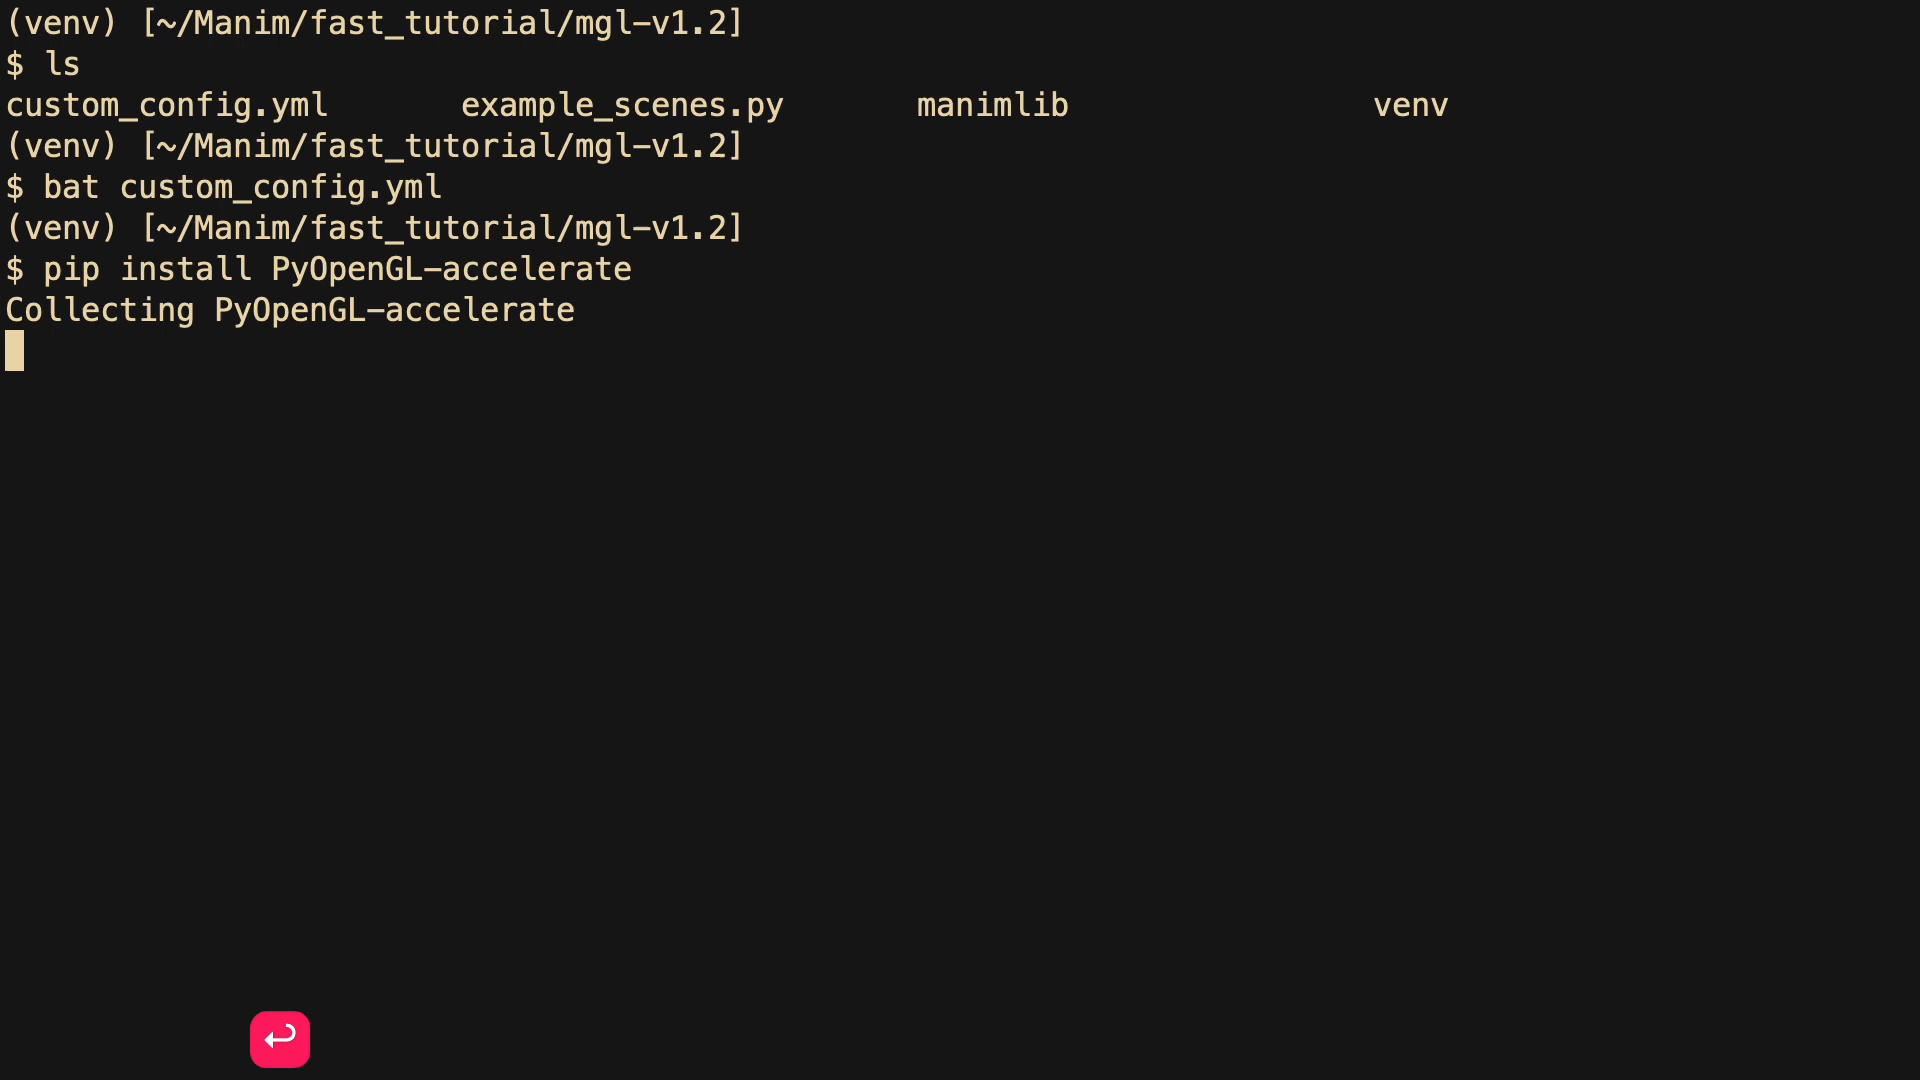 (venv) [~/Manim/fast_tutorial/mgl-v1.2]
$ ls
custom_config.yml       example_scenes.py       manimlib                venv
(venv) [~/Manim/fast_tutorial/mgl-v1.2]
$ bat custom_config.yml
(venv) [~/Manim/fast_tutorial/mgl-v1.2]
$ pip install PyOpenGL-accelerate
Collecting PyOpenGL-accelerate